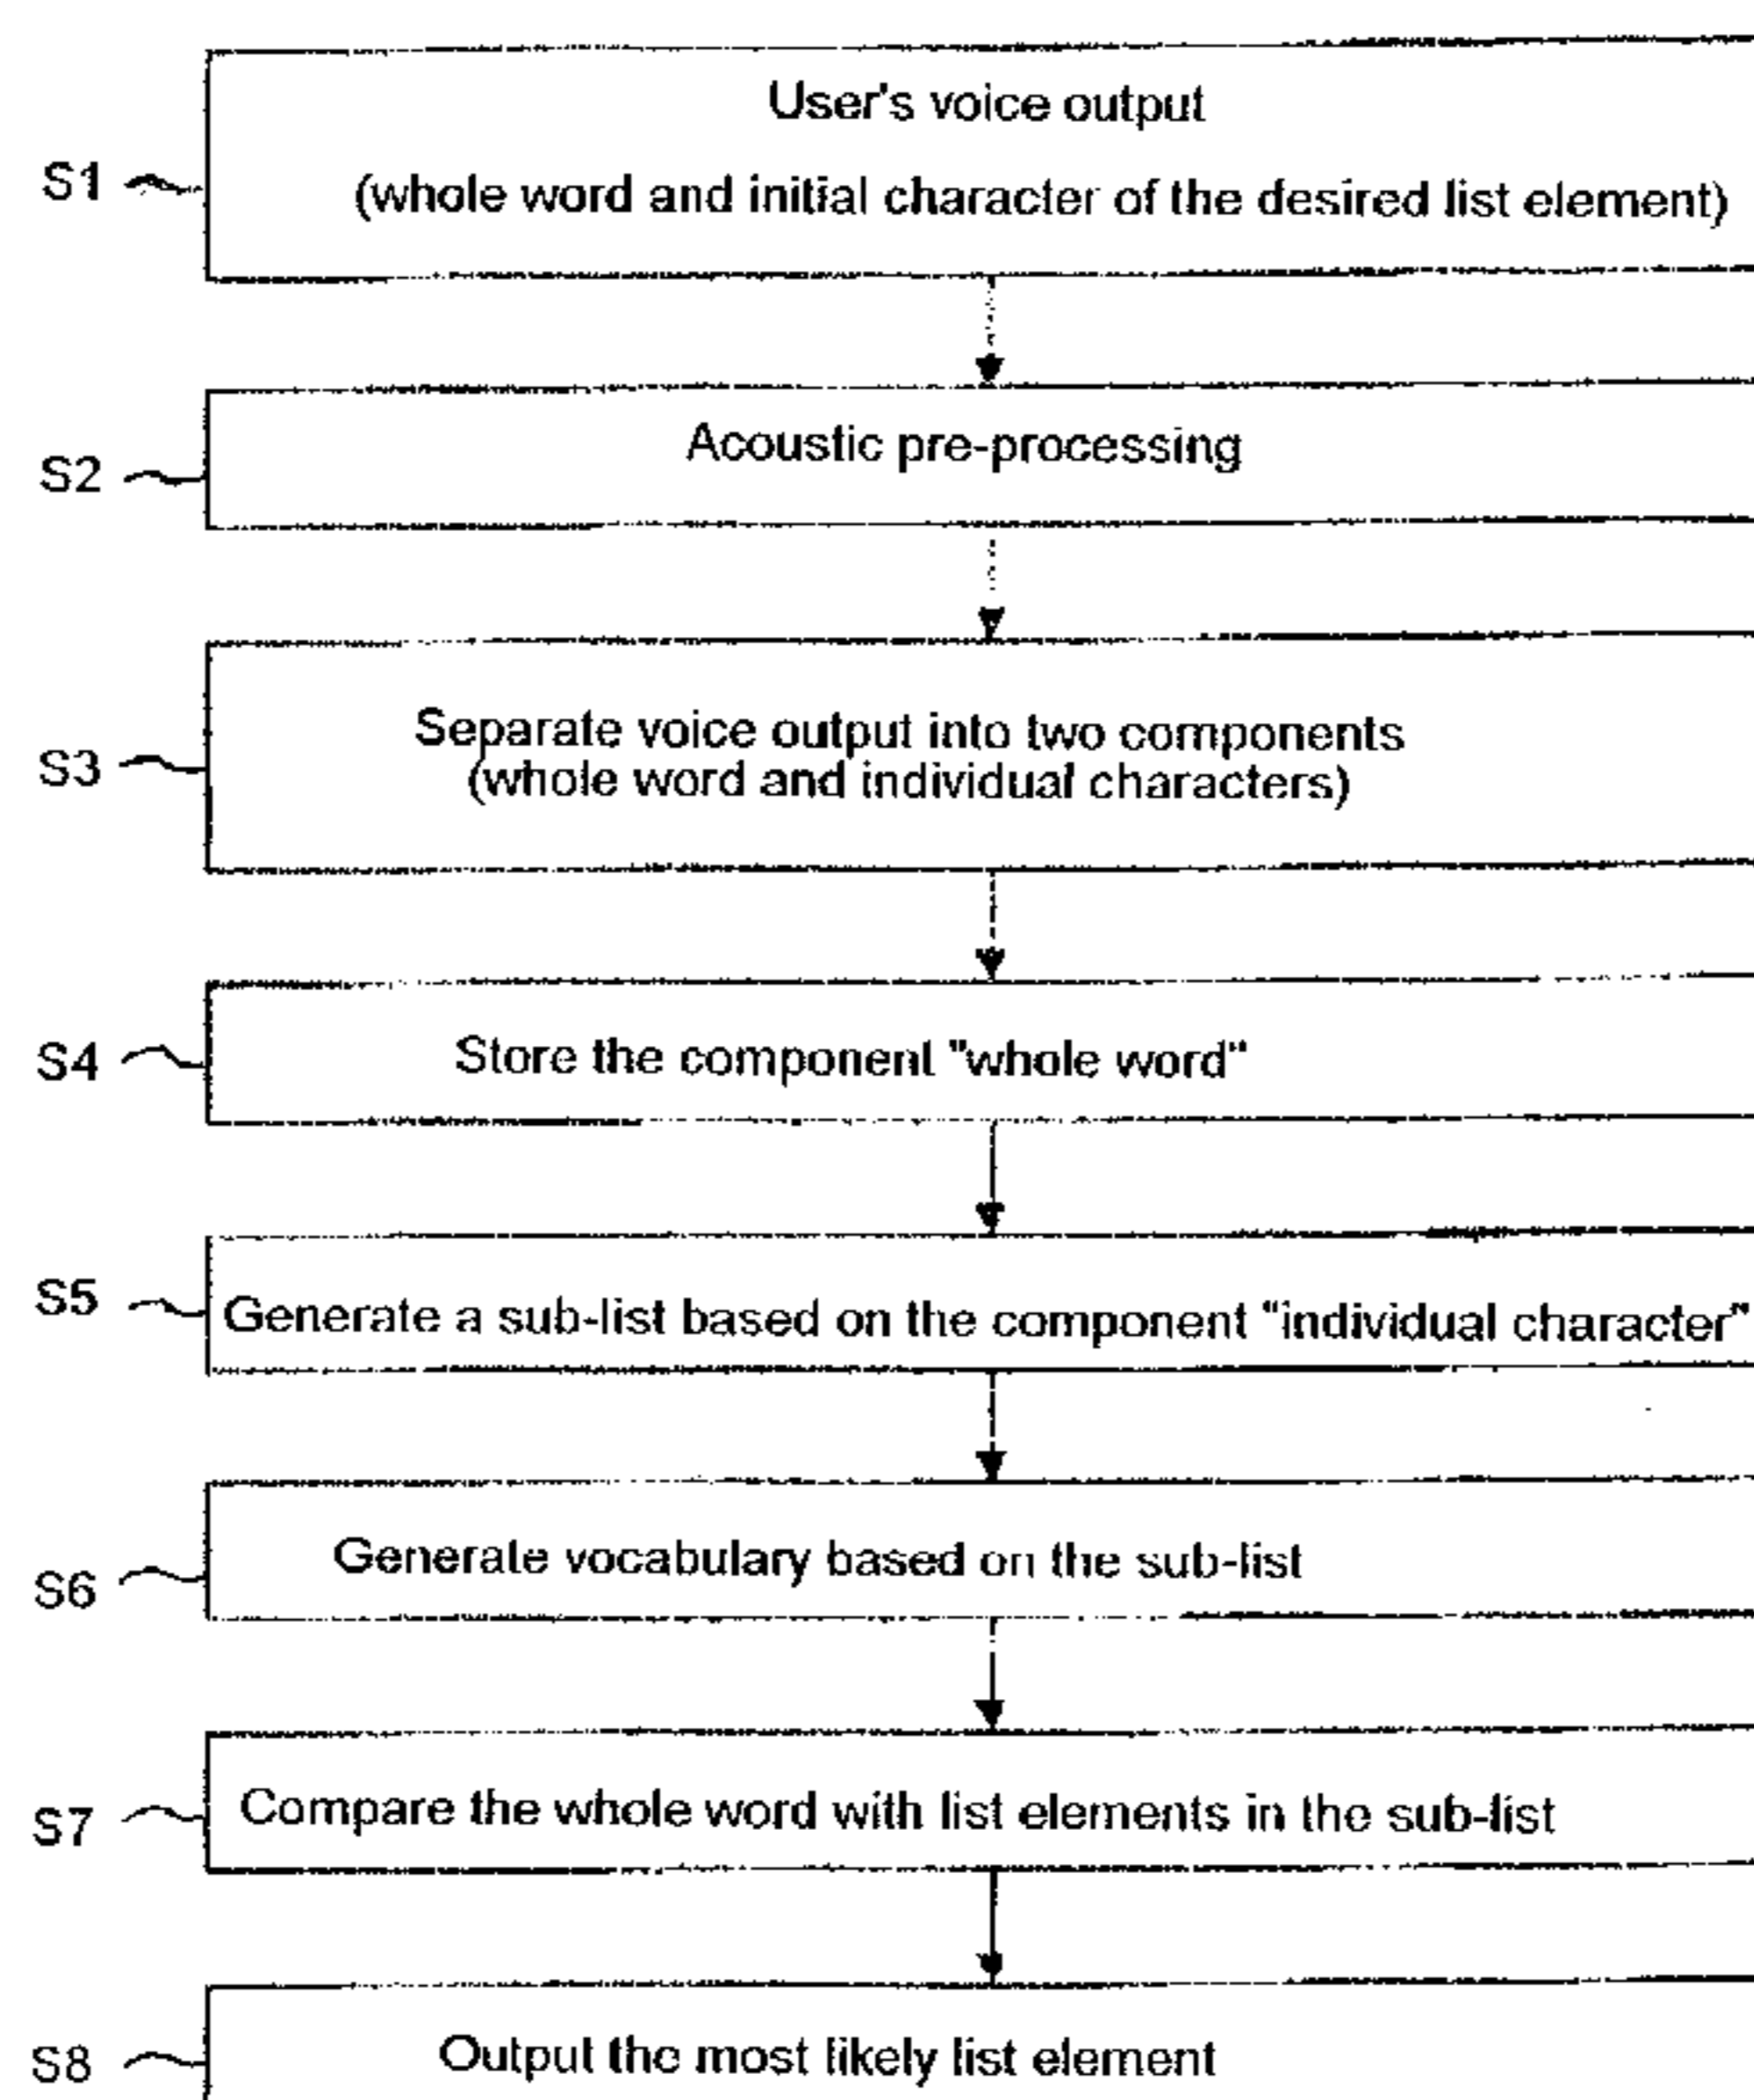 User's voice output
S1
(whole word and initial character of the desired list element)
S2
Acoustic pre-processing
Separate voice output into two components
S3
(whole word and individual characters)
S4
Store the component "whole word"
S5
Generate a sub-list based on the component "individual character"
S6
Generate vocabulary based on the sub-list
S7
Compare the whole word with list elements in the sub-list
S8
Output the most likely list element